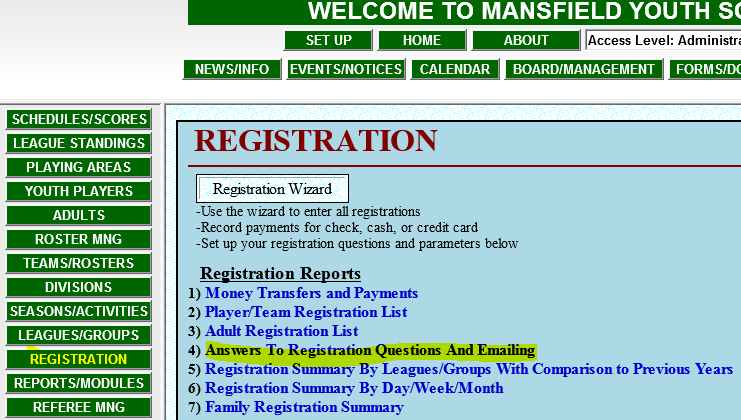 WELCOME TO MANSFIELD YOUTH
SET UP HOME ABOUT Access Level:
NEWS/INFO EVENTS/NOTICES CALENDAR BOARD/MANAGEMENT
SCHEDULES/SCORES
LEAGUE STANDINGS
PLAYING AREAS
YOUTH PLAYERS
ADULTS
ROSTER MNG
TEAMS/ROSTERS
DIVISIONS
SEASONS/ACTIVITIES
LEAGUES/GROUPS
REGISTRATION
REPORTS/MODULES
REFEREE MNG
REGISTRATION
Registration Wizard
-Use the wizard to enter all registrations
-Record payments for check, cash, or credit card
-Set up your registration questions and parameters below
Registration Reports
1) Money Transfers and Payments
2) Player/Team Registration List
3) Adult Registration List
4) Answers To Registration Questions And Emailing
5) Registration Summary By Leagues/Groups With Comparison to Previous Years
6) Registration Summary By Day/Week/Month
7) Family Registration Summary